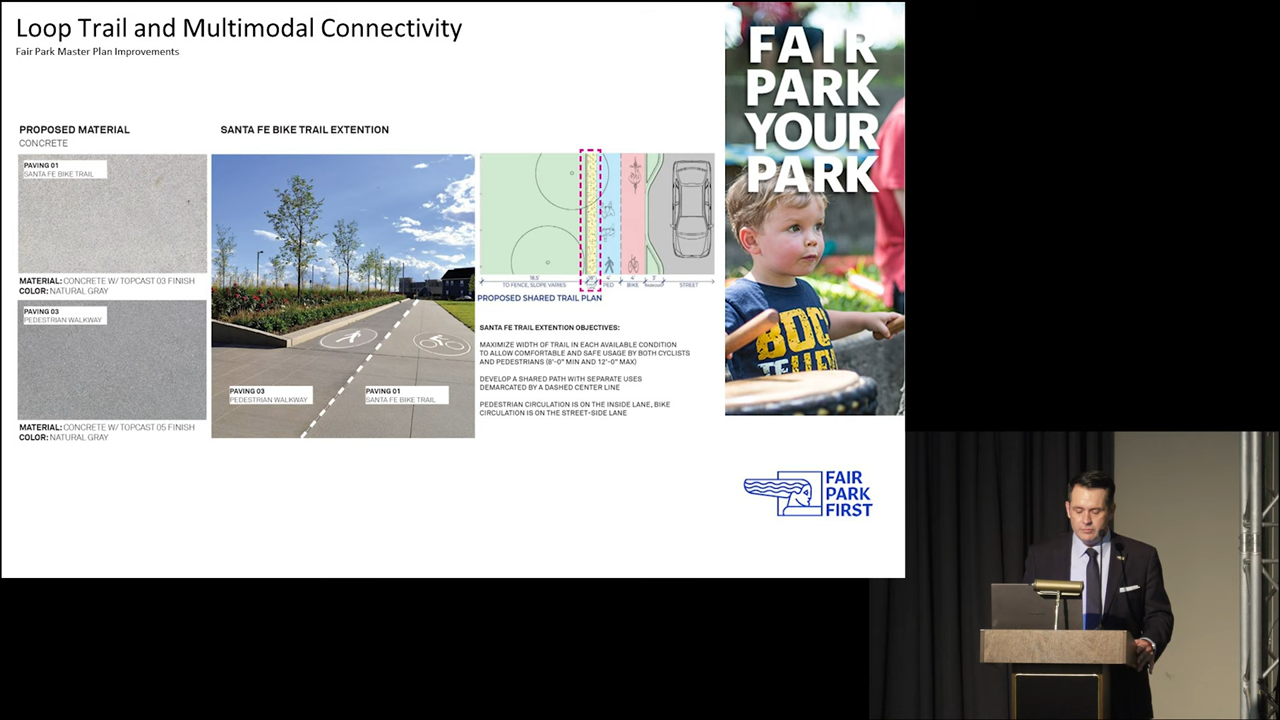 Loop Trail and Multimodal Connectivity
Fair Park Master Plan Improvements
PROPOSED MATERIAL
CONCRETE
PAVING 01
SANTA FE BIKE TRAIL
MATERIAL: CONCRETE W/ TOPCAST 03 FINISH
COLOR: NATURAL GRAY
PAVING 03
PEDESTRIAN WALKWAY
MATERIAL: CONCRETE W/ TOPCAST 05 FINISH
COLOR: NATURAL GRAY
SANTA FE BIKE TRAIL EXTENTION
PAVING 03
PEDESTRIAN WALKWAY
PAVING 01
SANTA FE BIKE TRAIL
18.5'
4'
4'
3'
TO FENCE, SLOPE VARIES
PED
BIKE
STREET
PROPOSED SHARED TRAIL PLAN
SANTA FE TRAIL EXTENTION OBJECTIVES:
MAXIMIZE WIDTH OF TRAIL IN EACH AVAILABLE CONDITION
TO ALLOW COMFORTABLE AND SAFE USAGE BY BOTH CYCLISTS
AND PEDESTRIANS (8'-0" MIN AND 12'-0" MAX)
DEVELOP A SHARED PATH WITH SEPARATE USES
DEMARCATED BY A DASHED CENTER LINE
PEDESTRIAN CIRCULATION IS ON THE INSIDE LANE, BIKE
CIRCULATION IS ON THE STREET-SIDE LANE
FAIR
PARK
YOUR
PARK
FAIR
PARK
FIRST